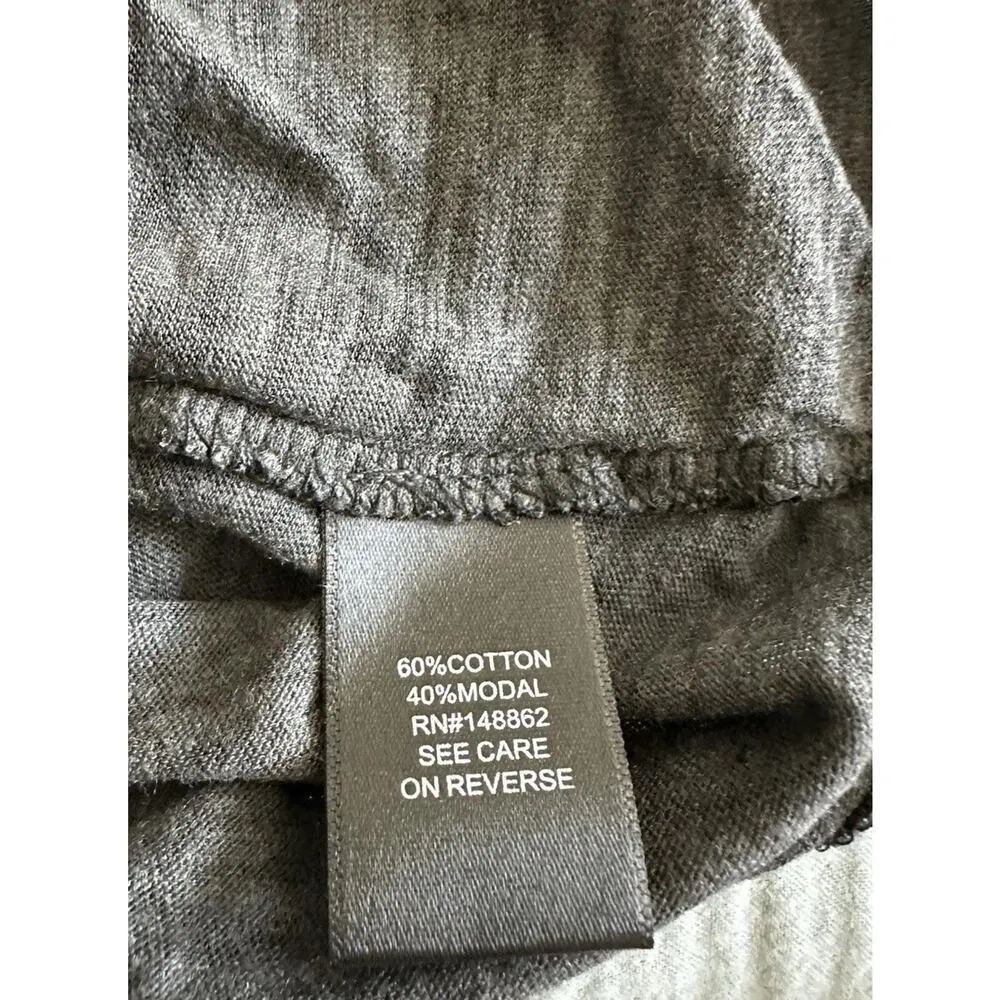 60%COTTON
40%MODAL
RN#148862
SEE CARE
ON REVERSE